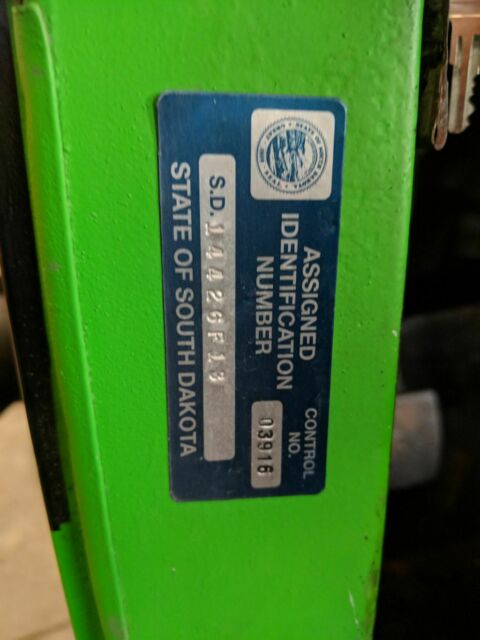 ASSIGNED
IDENTIFICATION
NUMBER
CONTROL
NO.
03916
S.D. 14426F13
STATE OF SOUTH DAKOTA